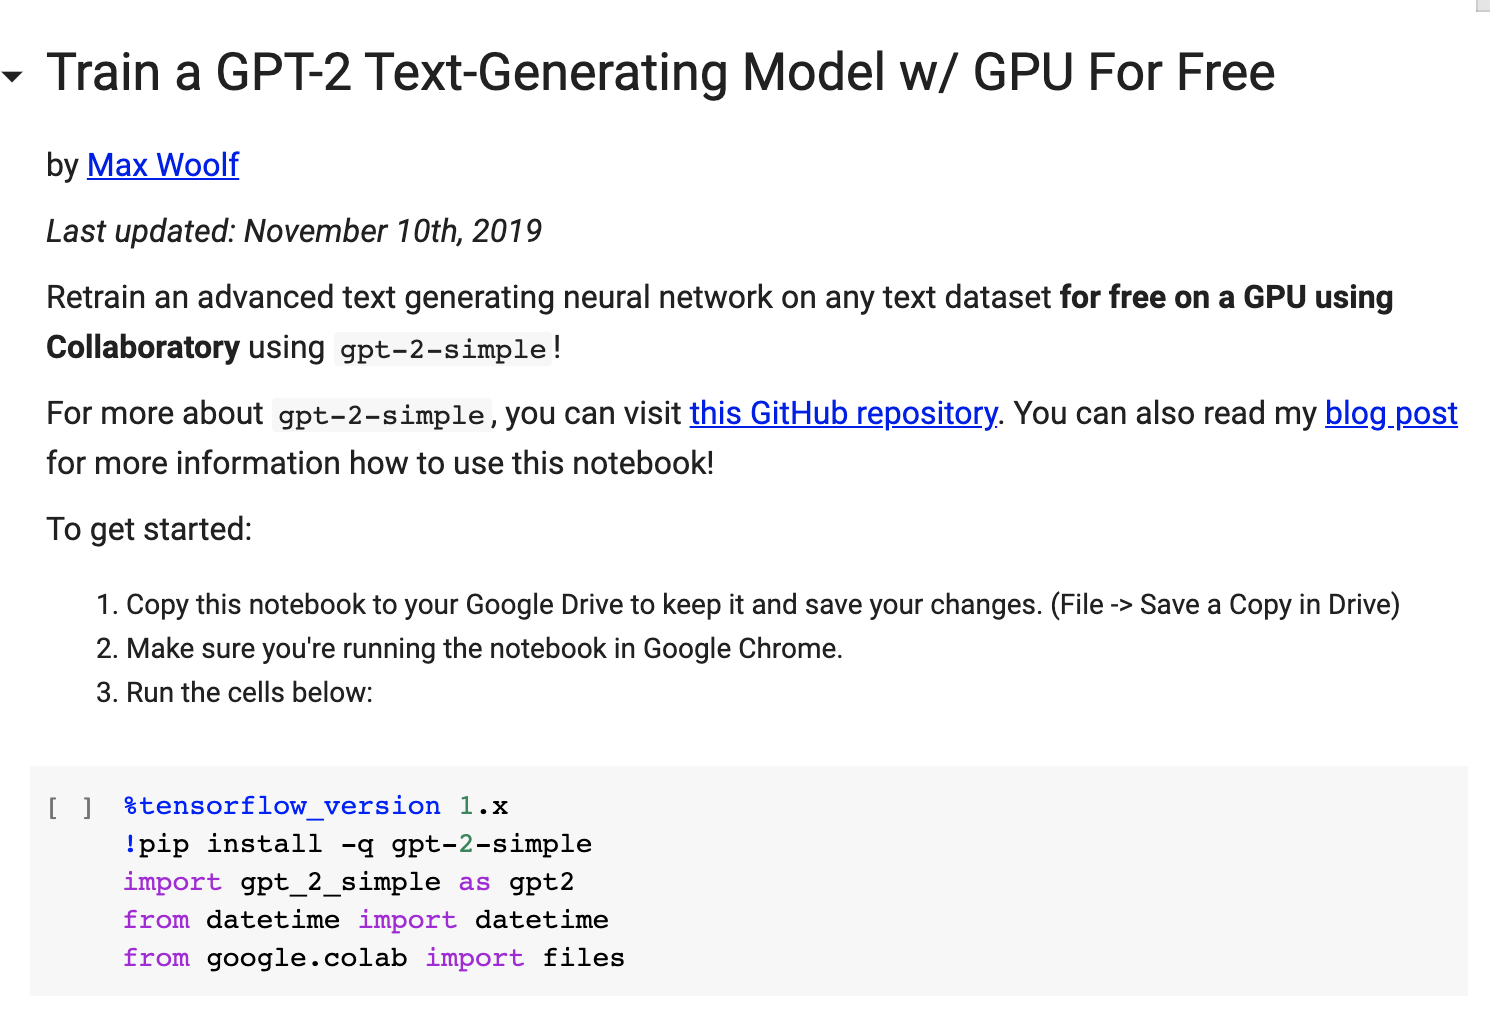 Train a GPT-2 Text-Generating Model w/ GPU For Free
by Max Woolf
Last updated: November 10th, 2019
Retrain an advanced text generating neural network on any text dataset for free on a GPU using
Collaboratory using gpt-2-simple!
For more about gpt-2-simple, you can visit this GitHub repository. You can also read my blog post
for more information how to use this notebook!
To get started:
1. Copy this notebook to your Google Drive to keep it and save your changes. (File -> Save a Copy in Drive)
2. Make sure you're running the notebook in Google Chrome.
3. Run the cells below:
[ ] %tensorflow_version 1.x
!pip install -q gpt-2-simple
import gpt_2_simple as gpt2
from datetime import datetime
from google.colab import files